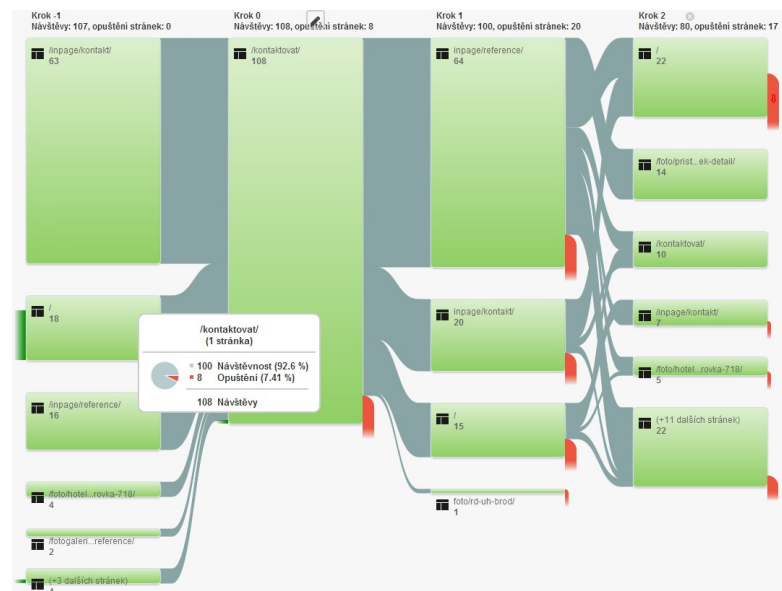 Krok -1
Návštěvy: 107, opuštění stránek: 0
Krok 0
Návštěvy: 108, opuštění stránek: 8
Krok 1
Návštěvy: 100, opuštění stránek: 20
Krok 2
Návštěvy: 80, opuštění stránek: 17
/inpage/kontakt/
63
/
18
/inpage/reference/
16
/foto/hotel...rovka-718/
4
/fotogaleri...reference/
2
(+3 dalších stránek)
4
/kontaktovat/
108
/kontaktovat/
(1 stránka)
100 Návštěvnost (92.6 %)
8 Opuštění (7.41 %)
108 Návštěvy
inpage/reference/
64
inpage/kontakt/
20
/
15
foto/rd-uh-brod/
1
/
22
/foto/prist...ek-detail/
14
/kontaktovat/
10
/inpage/kontakt/
7
/foto/hotel...rovka-718/
5
(+11 dalších stránek)
22